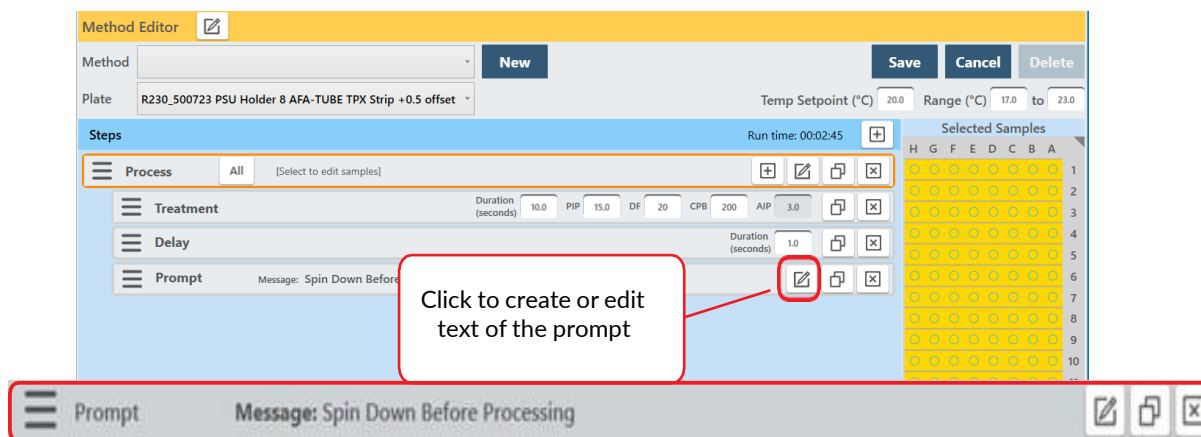 Method Editor
Method New Save Cancel Delete
Plate R230_500723 PSU Holder 8 AFA-TUBE TPX Strip +0.5 offset Temp Setpoint (°C) 20.0 Range (°C) 17.0 to 23.0
Steps Run time: 00:02:45 Selected Samples
H G F E D C B A
Process All [Select to edit samples] 1
2
Treatment Duration (seconds) 10.0 PIP 15.0 DF 20 CPB 200 AIP 3.0 3
Delay Duration (seconds) 1.0 4
5
Prompt Message: Spin Down Before 6
7
Click to create or edit
text of the prompt
8
9
10
Prompt Message: Spin Down Before Processing